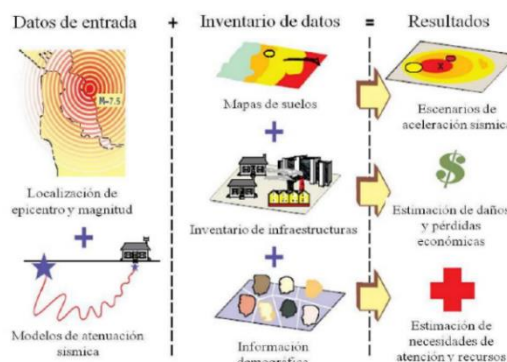 Datos de entrada + Inventario de datos = Resultados
M=7.5
Localización de
epicentro y magnitud
+
Modelos de atenuación
sísmica
Mapas de suelos
+
Inventario de infraestructuras
+
Información
demográfica
X
Escenarios de
aceleración sísmica
$
Estimación de daños
y pérdidas
económicas
Estimación de
necesidades de
atención y recursos